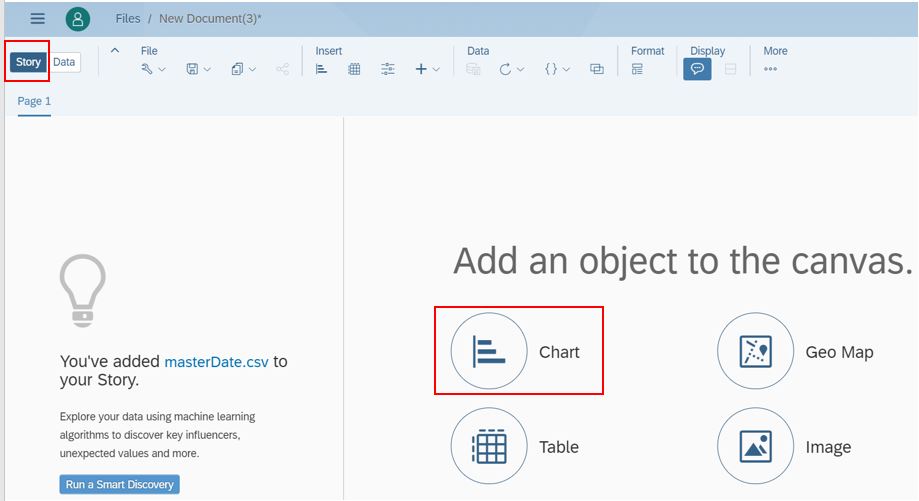 Files / New Document(3)*
Story Data
File Insert Data Format Display More
Page 1
Add an object to the canvas.
Chart Geo Map
Table Image
You've added masterDate.csv to
your Story.
Explore your data using machine learning
algorithms to discover key influencers,
unexpected values and more.
Run a Smart Discovery